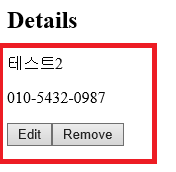 Details
테스트2
010-5432-0987
Edit Remove